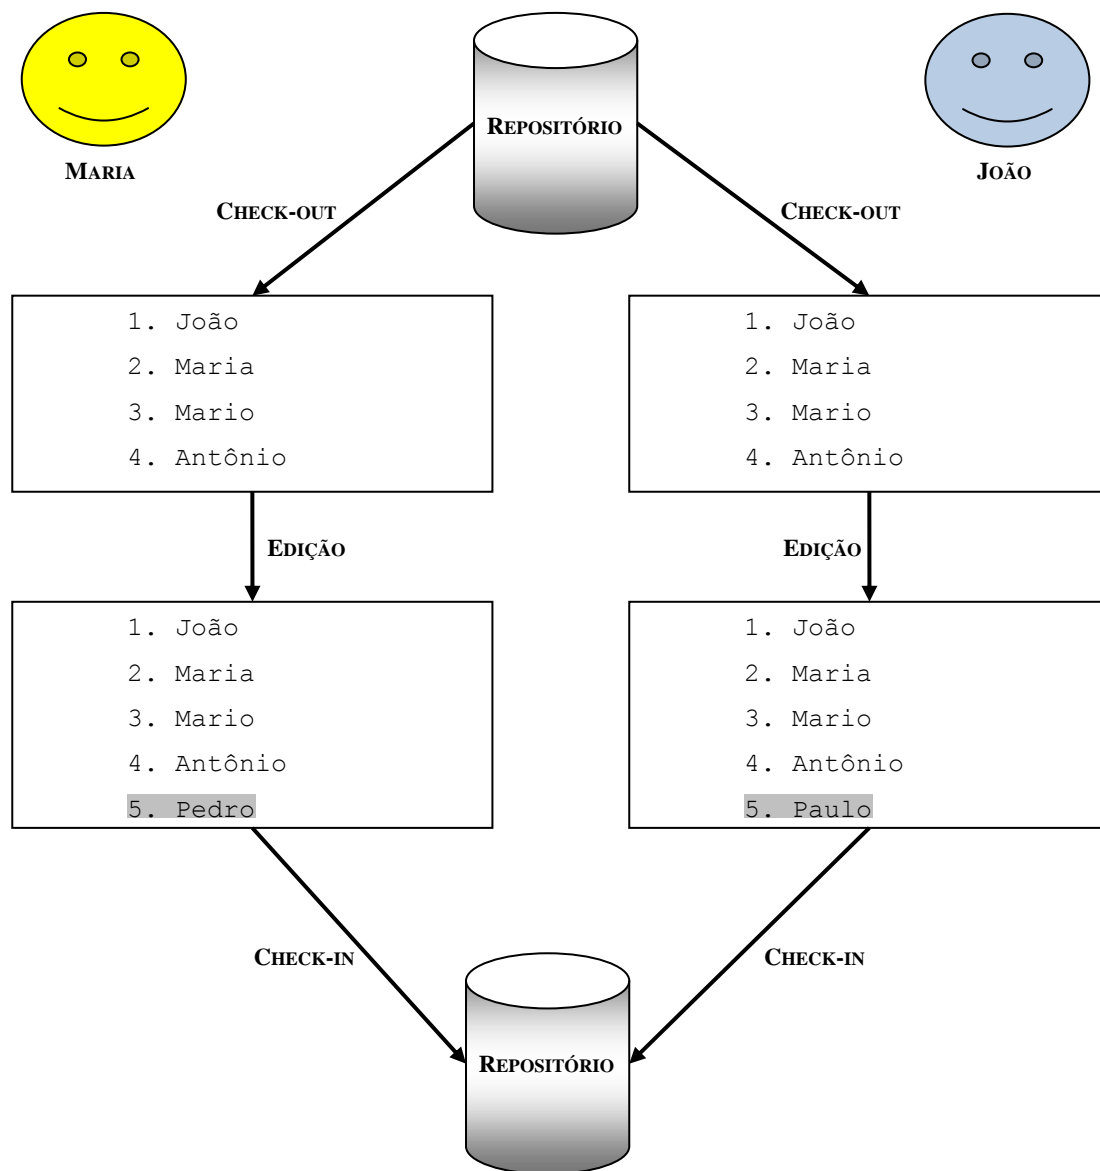 REPOSITÓRIO
MARIA
JOÃO
CHECK-OUT
CHECK-OUT
1. João
2. Maria
3. Mario
4. Antônio
1. João
2. Maria
3. Mario
4. Antônio
EDIÇÃO
EDIÇÃO
1. João
2. Maria
3. Mario
4. Antônio
5. Pedro
1. João
2. Maria
3. Mario
4. Antônio
5. Paulo
CHECK-IN
CHECK-IN
REPOSITÓRIO